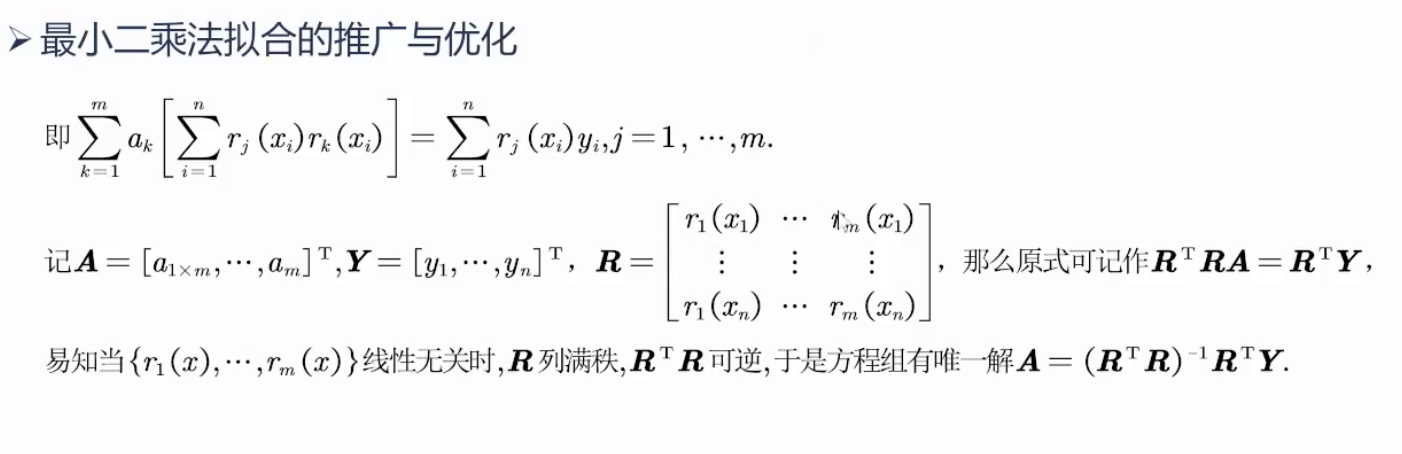 ➢最小二乘法拟合的推广与优化
即 $\sum_{k=1}^{m} a_k \left[ \sum_{i=1}^{n} r_j(x_i) r_k(x_i) \right] = \sum_{i=1}^{n} r_j(x_i) y_i, j=1, \cdots, m.$
记 $\boldsymbol{A} = [a_{1 \times m}, \cdots, a_m]^{\mathrm{T}}, \boldsymbol{Y} = [y_1, \cdots, y_n]^{\mathrm{T}}$，$\boldsymbol{R} = \begin{bmatrix} r_1(x_1) & \cdots & r_m(x_1) \\ \vdots & \vdots & \vdots \\ r_1(x_n) & \cdots & r_m(x_n) \end{bmatrix}$，那么原式可记作 $\boldsymbol{R}^{\mathrm{T}} \boldsymbol{R} \boldsymbol{A} = \boldsymbol{R}^{\mathrm{T}} \boldsymbol{Y}$，
易知当 $\{r_1(x), \cdots, r_m(x)\}$ 线性无关时, $\boldsymbol{R}$ 列满秩, $\boldsymbol{R}^{\mathrm{T}} \boldsymbol{R}$ 可逆, 于是方程组有唯一解 $\boldsymbol{A} = (\boldsymbol{R}^{\mathrm{T}} \boldsymbol{R})^{-1} \boldsymbol{R}^{\mathrm{T}} \boldsymbol{Y}.$